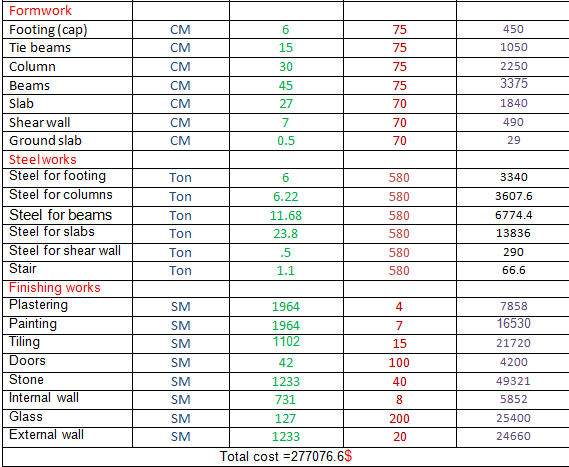 Formwork
Footing (cap) CM 6 75 450
Tie beams CM 15 75 1050
Column CM 30 75 2250
Beams CM 45 75 3375
Slab CM 27 70 1840
Shear wall CM 7 70 490
Ground slab CM 0.5 70 29
Steel works
Steel for footing Ton 6 580 3340
Steel for columns Ton 6.22 580 3607.6
Steel for beams Ton 11.68 580 6774.4
Steel for slabs Ton 23.8 580 13836
Steel for shear wall Ton .5 580 290
Stair Ton 1.1 580 66.6
Finishing works
Plastering SM 1964 4 7858
Painting SM 1964 7 16530
Tiling SM 1102 15 21720
Doors SM 42 100 4200
Stone SM 1233 40 49321
Internal wall SM 731 8 5852
Glass SM 127 200 25400
External wall SM 1233 20 24660
Total cost =277076.6$